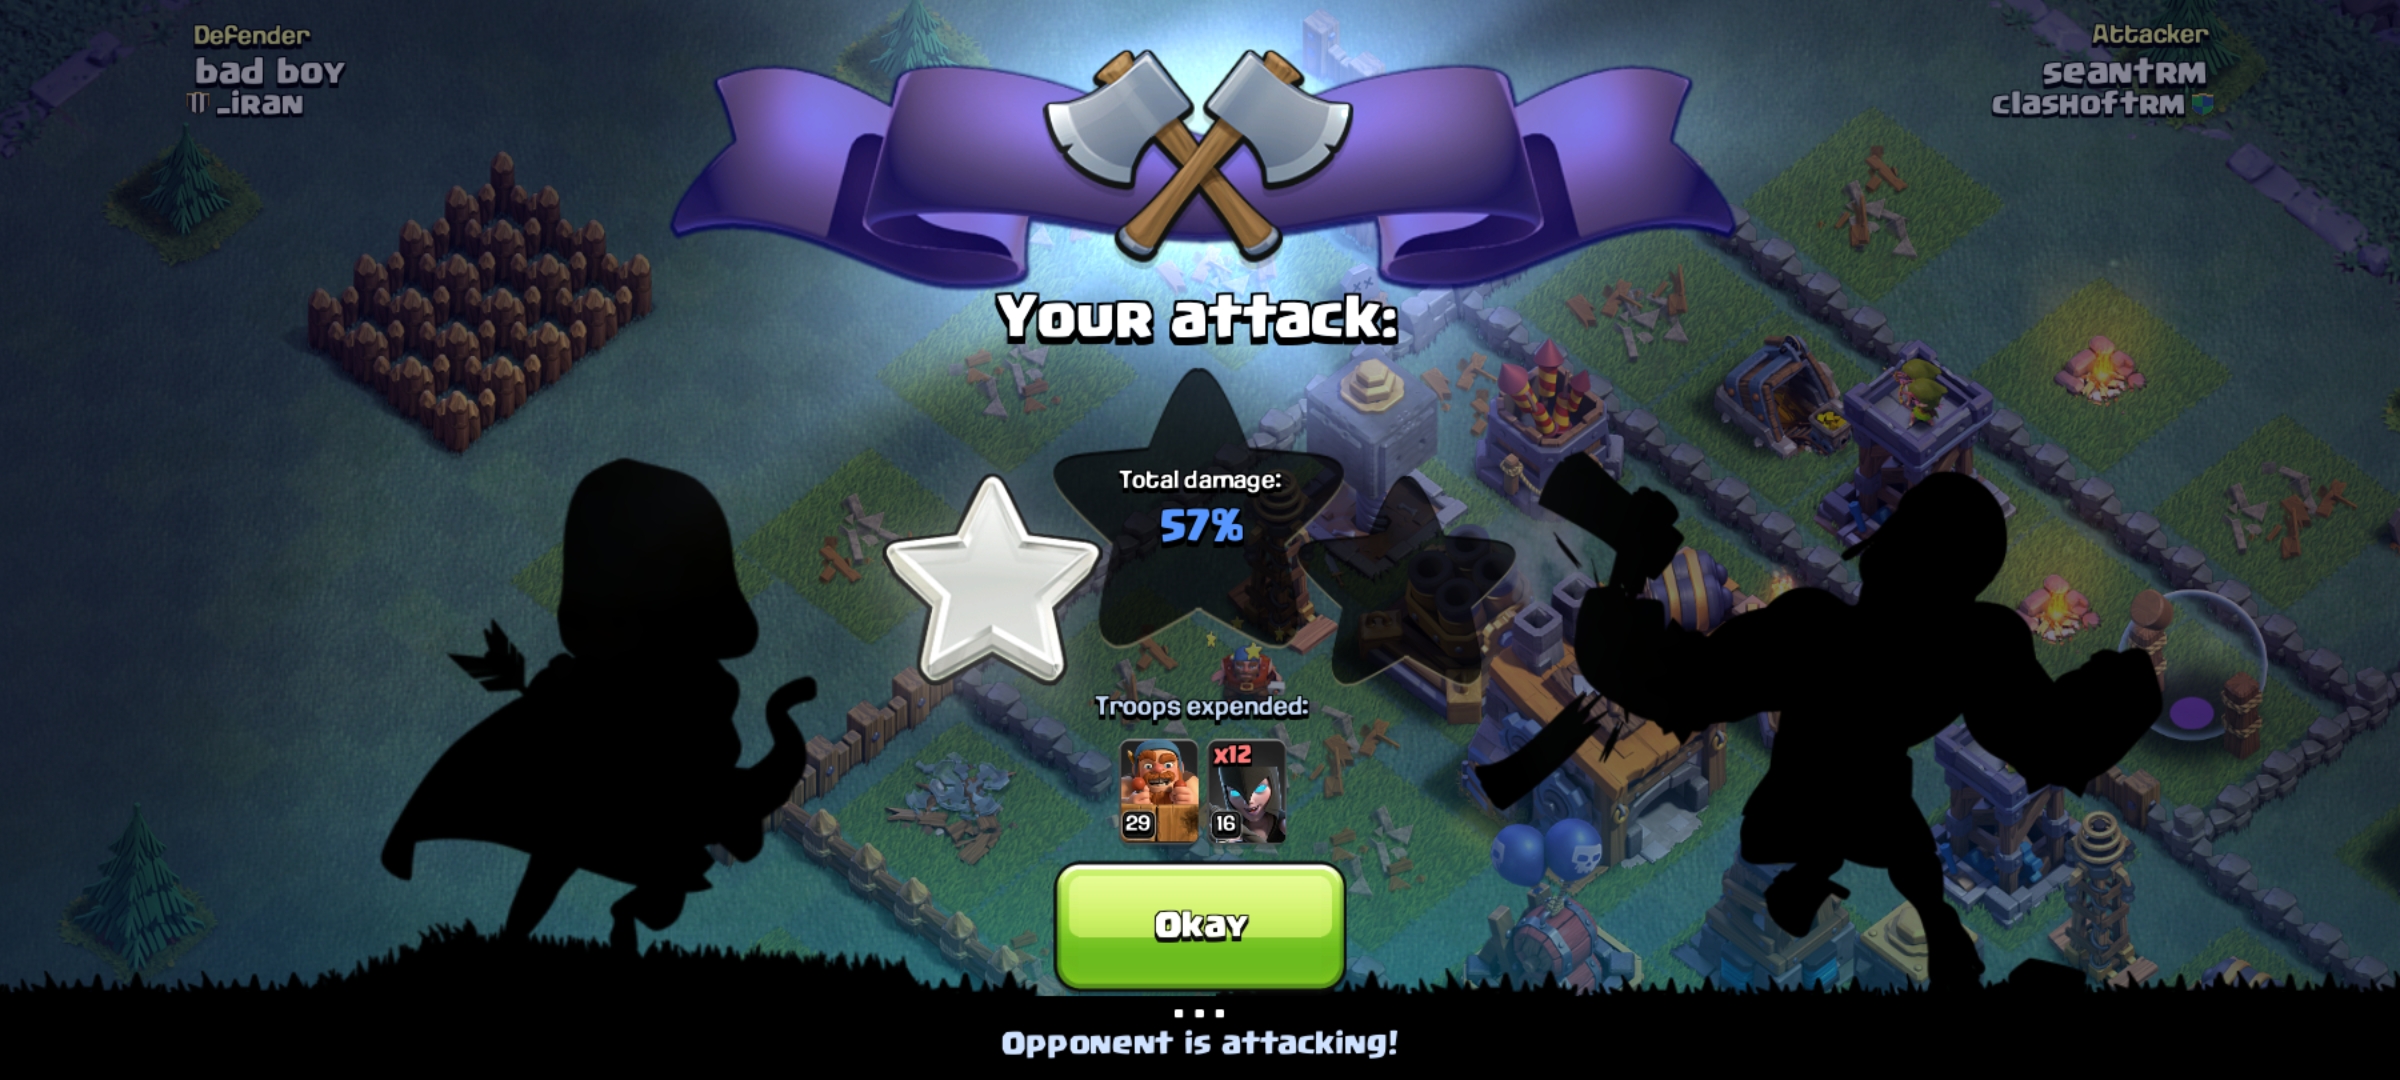 Defender
bad boy
_iran
Attacker
seantrm
clashoftrm
Your attack:
Total damage:
57%
Troops expended:
x12
29
16
Okay
...
Opponent is attacking!